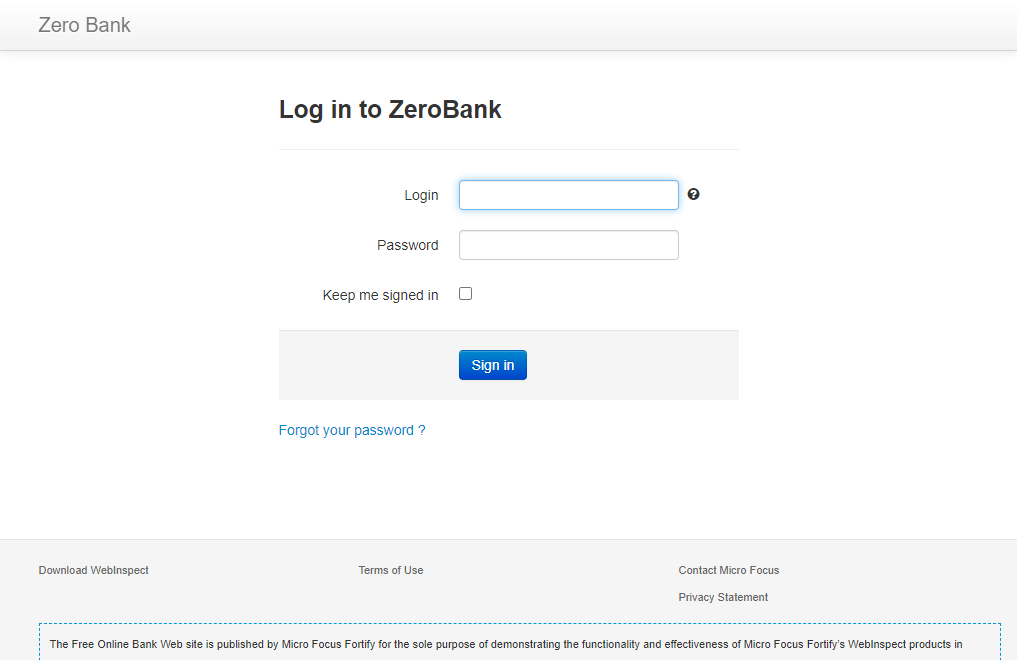 Zero Bank
Log in to ZeroBank
Login
Password
Keep me signed in
Sign in
Forgot your password ?
Download WebInspect
Terms of Use
Contact Micro Focus
Privacy Statement
The Free Online Bank Web site is published by Micro Focus Fortify for the sole purpose of demonstrating the functionality and effectiveness of Micro Focus Fortify's WebInspect products in